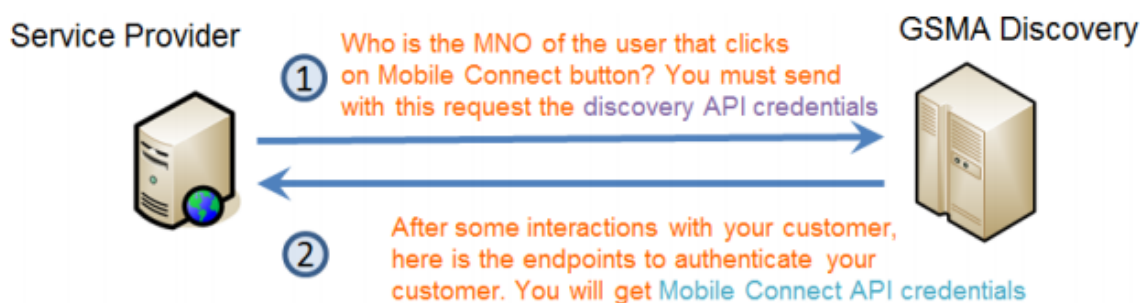 Service Provider
GSMA Discovery
1
Who is the MNO of the user that clicks
on Mobile Connect button? You must send
with this request the discovery API credentials
2
After some interactions with your customer,
here is the endpoints to authenticate your
customer. You will get Mobile Connect API credentials